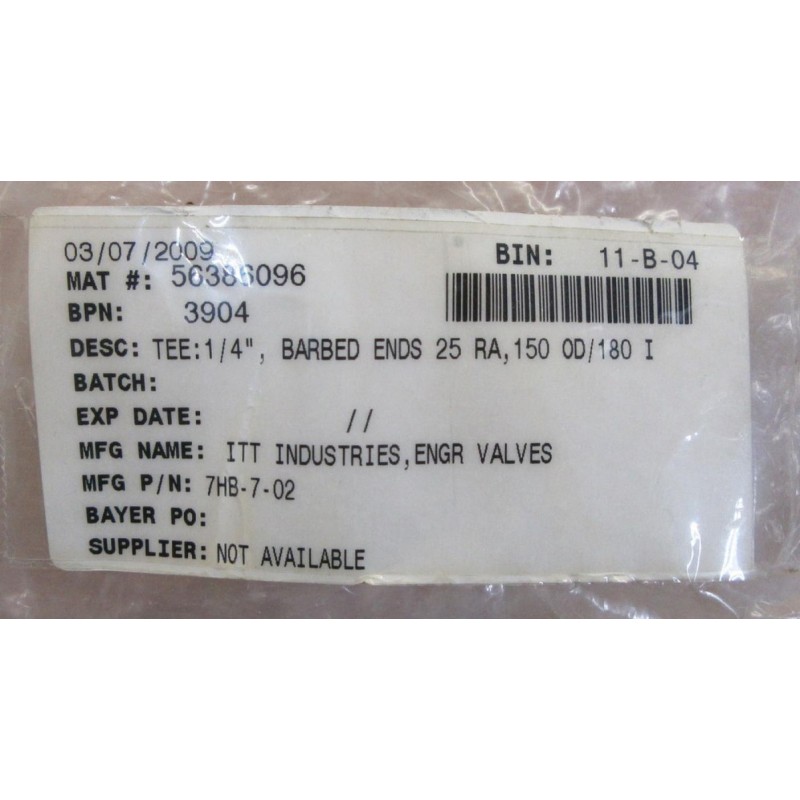 03/07/2009
BIN: 11-B-04
MAT #: 56386096
BPN: 3904
DESC: TEE:1/4", BARBED ENDS 25 RA,150 OD/180 I
BATCH:
EXP DATE: //
MFG NAME: ITT INDUSTRIES,ENGR VALVES
MFG P/N: 7HB-7-02
BAYER PO:
SUPPLIER: NOT AVAILABLE